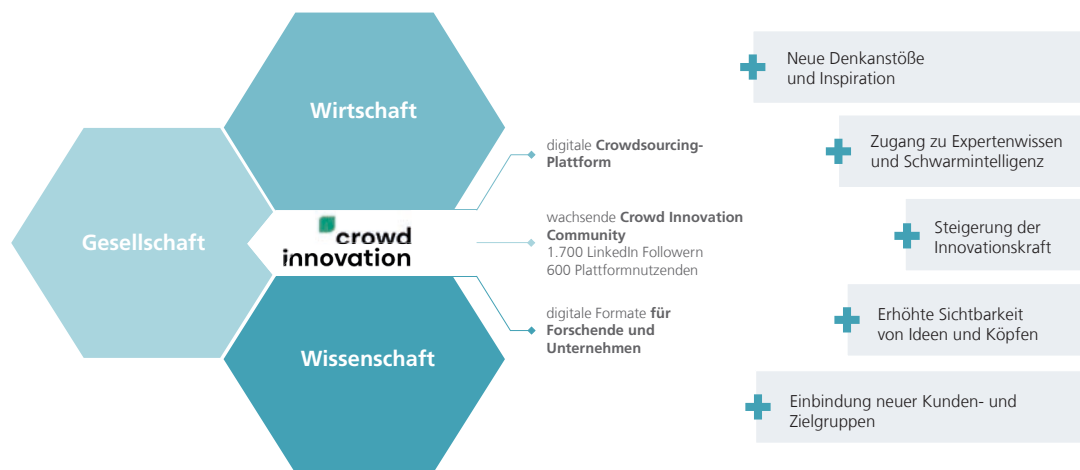 Wirtschaft
Gesellschaft
Wissenschaft
crowd
innovation
digitale Crowdsourcing-
Plattform
wachsende Crowd Innovation
Community
1.700 LinkedIn Followern
600 Plattformnutzenden
digitale Formate für
Forschende und
Unternehmen
Neue Denkanstöße
und Inspiration
Zugang zu Expertenwissen
und Schwarmintelligenz
Steigerung der
Innovationskraft
Erhöhte Sichtbarkeit
von Ideen und Köpfen
Einbindung neuer Kunden- und
Zielgruppen